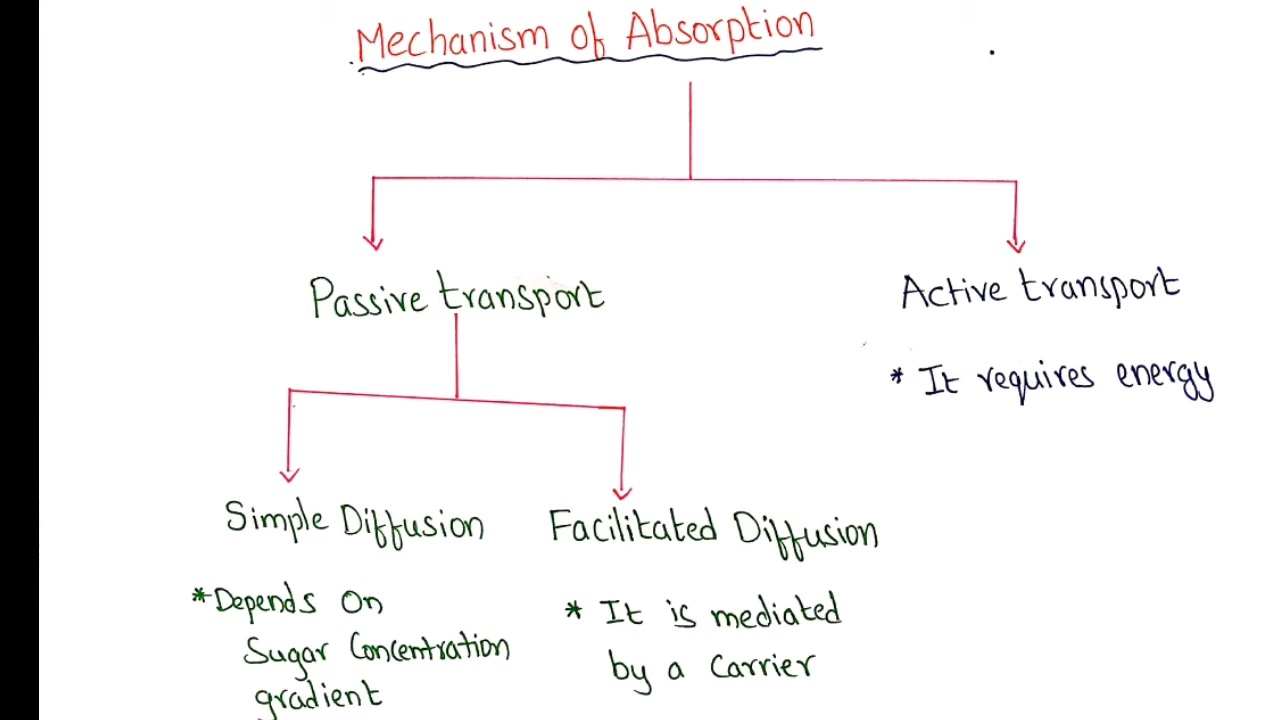 Mechanism of Absorption
Passive transport
Active transport
* It requires energy
Simple Diffusion
Facilitated Diffusion
*Depends On
Sugar Concentration
gradient
* It is mediated
by a Carrier